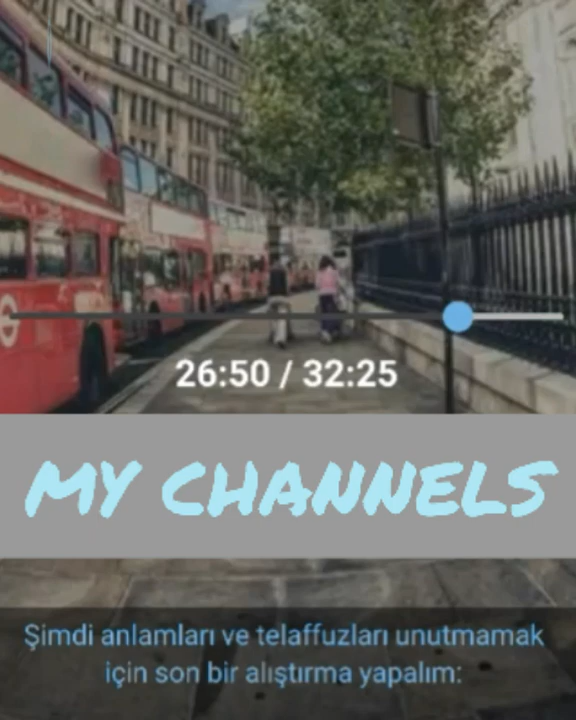 26:50 / 32:25
MY CHANNELS
Şimdi anlamları ve telaffuzları unutmamak
için son bir alıştırma yapalım: